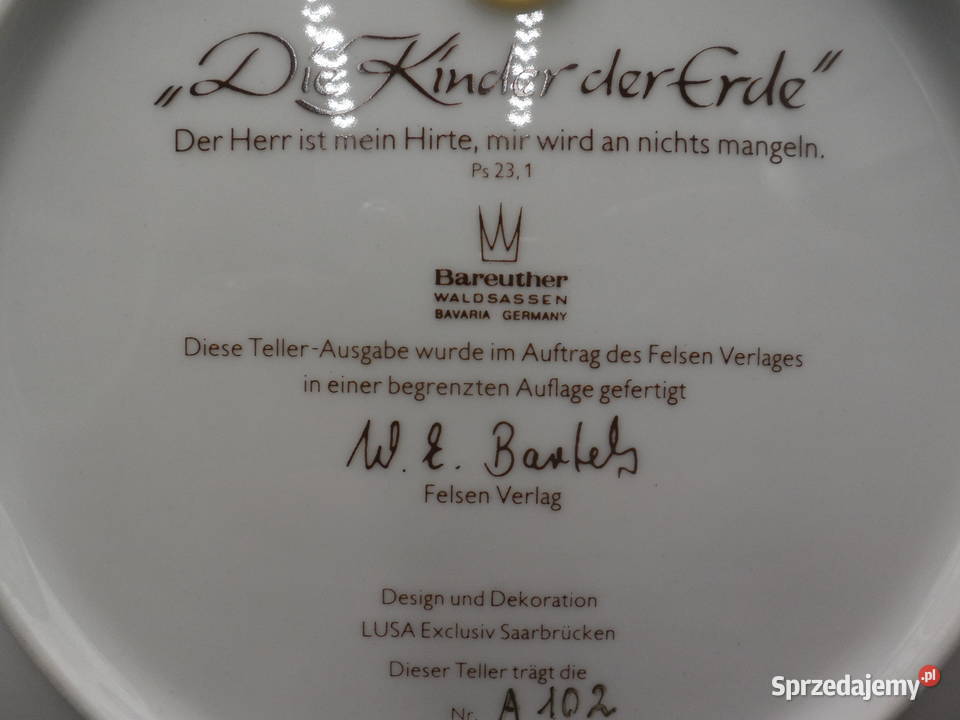 „Die Kinder der Erde“
Der Herr ist mein Hirte, mir wird an nichts mangeln.
Ps 23,1
Bareuther
WALDSASSEN
BAVARIA GERMANY
Diese Teller-Ausgabe wurde im Auftrag des Felsen Verlages
in einer begrenzten Auflage gefertigt
W. E. Bartels
Felsen Verlag
Design und Dekoration
LUSA Exclusiv Saarbrücken
Dieser Teller trägt die
Nr. A 102
Sprzedajemy.pl